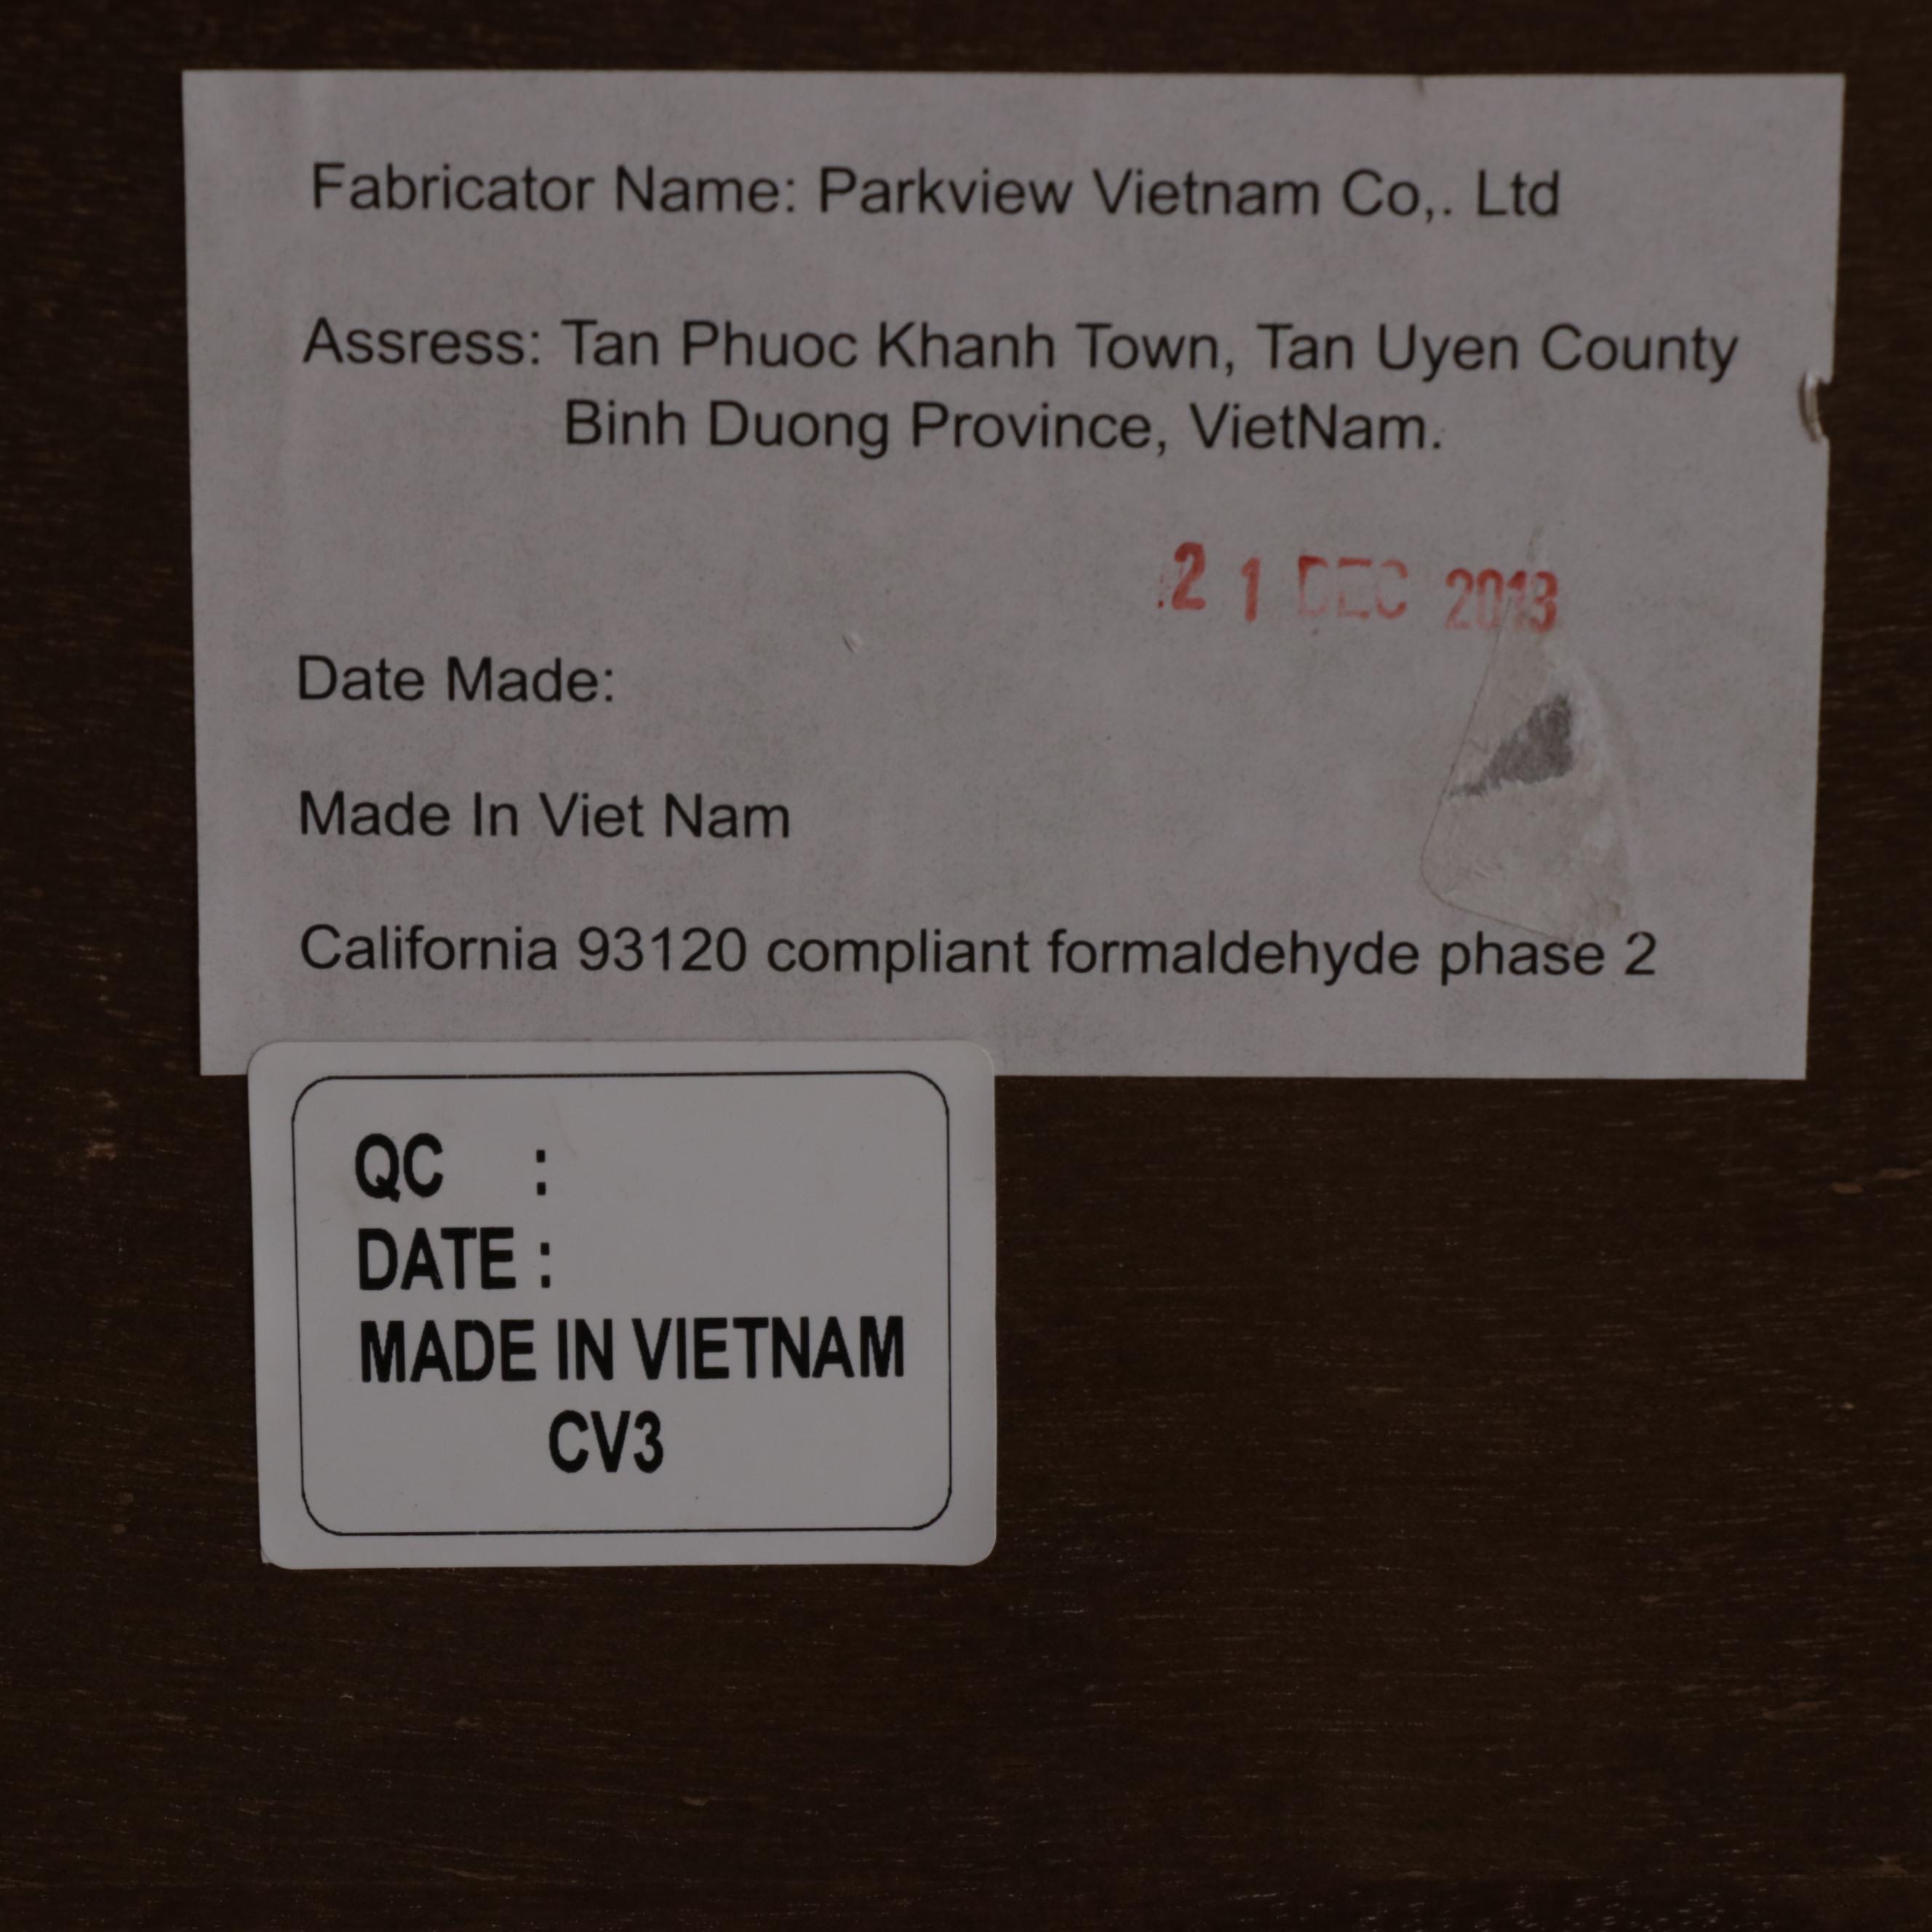 Fabricator Name: Parkview Vietnam Co,. Ltd
Assress: Tan Phuoc Khanh Town, Tan Uyen County
Binh Duong Province, VietNam.
21 DEC 2013
Date Made:
Made In Viet Nam
California 93120 compliant formaldehyde phase 2
QC :
DATE :
MADE IN VIETNAM
CV3